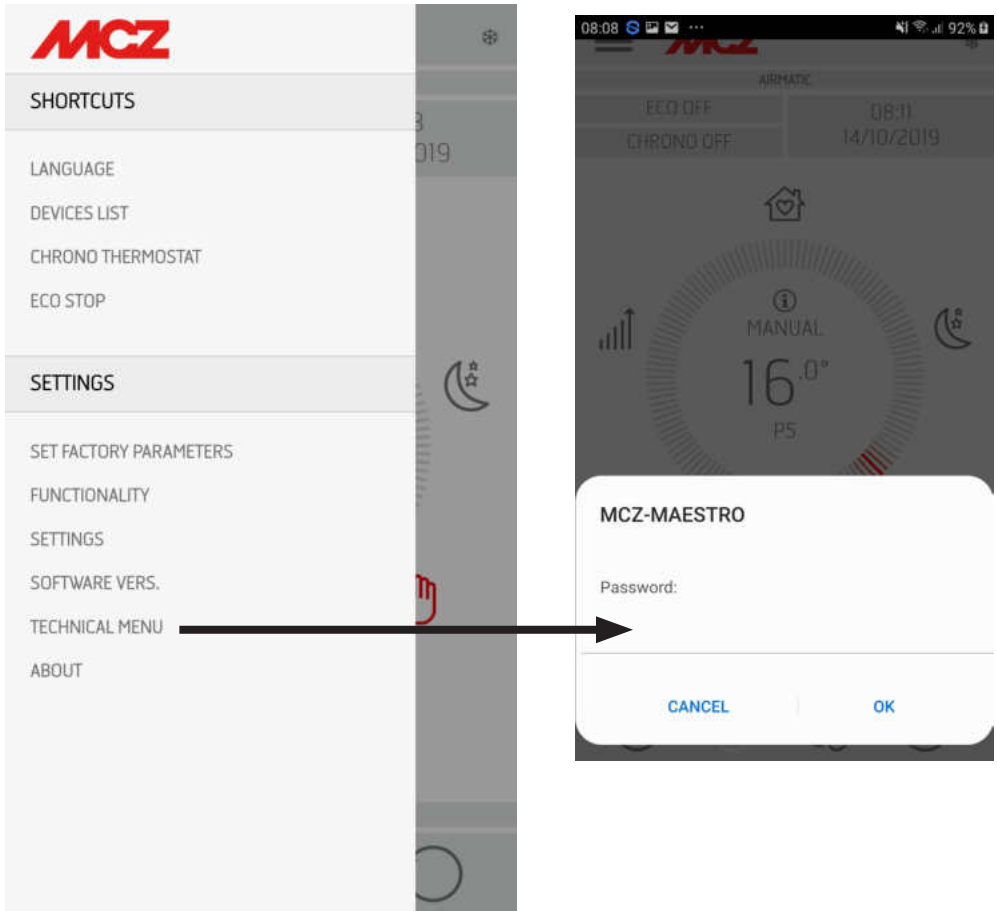 MCZ
SHORTCUTS
LANGUAGE
DEVICES LIST
CHRONO THERMOSTAT
ECO STOP
SETTINGS
SET FACTORY PARAMETERS
FUNCTIONALITY
SETTINGS
SOFTWARE VERS.
TECHNICAL MENU
ABOUT
019
08:08 92%
MCZ
AIRMATIC
ECO OFF
08:11
CHRONO OFF
14/10/2019
MANUAL
16.0°
P5
MCZ-MAESTRO
Password:
CANCEL OK